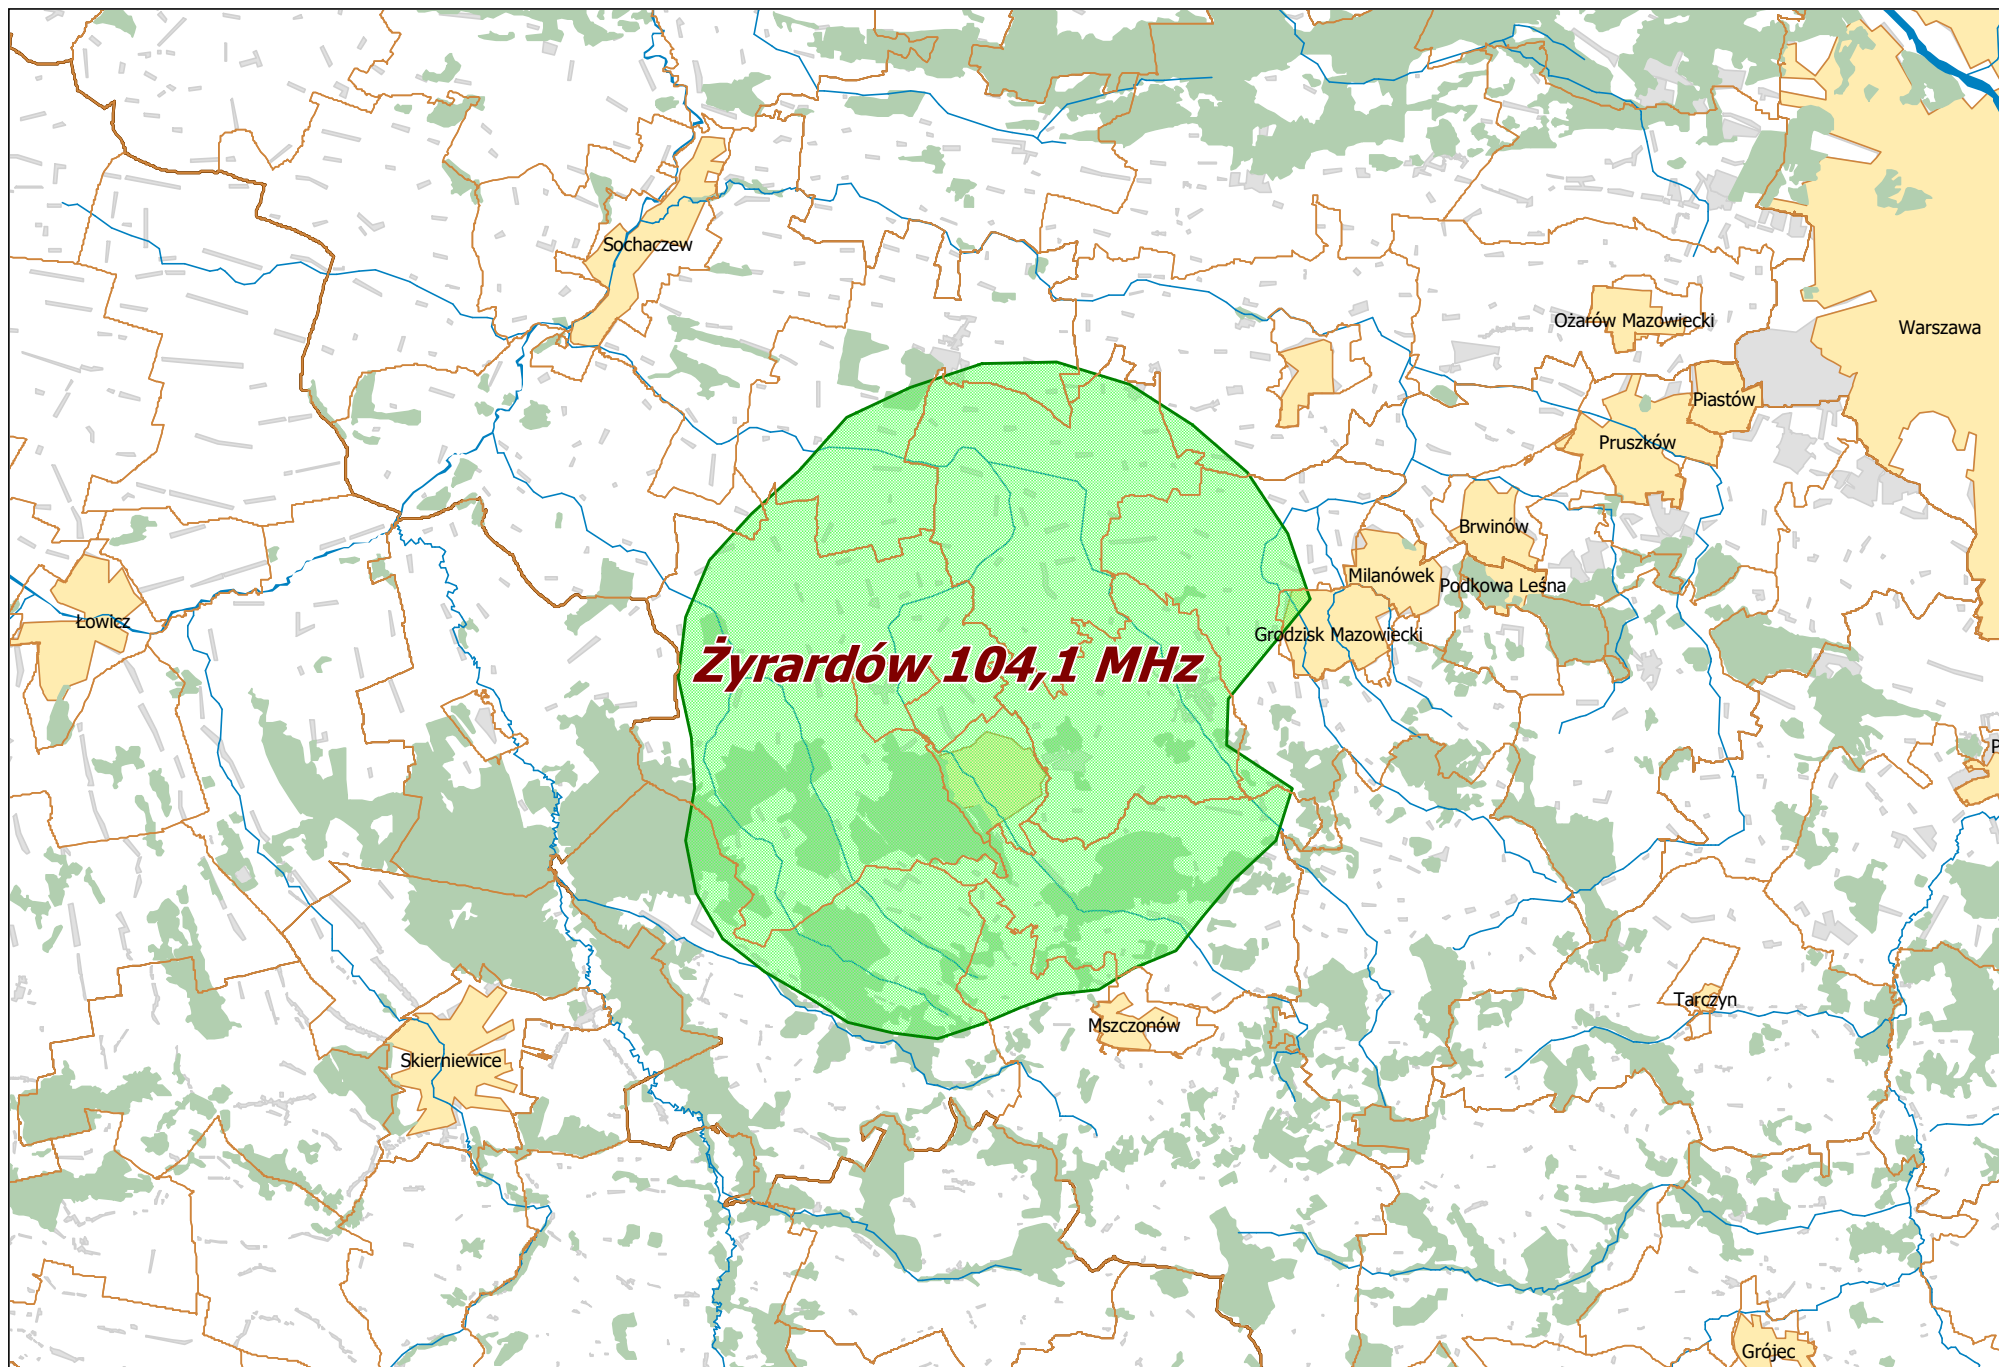 Sochaczew
Ożarów Mazowiecki
Warszawa
Piastów
Pruszków
Brwinów
Milanówek
Podkowa Leśna
Łowicz
Grodzisk Mazowiecki
Żyrardów 104,1 MHz
P
Tarczyn
Mszczonów
Skierniewice
Grójec